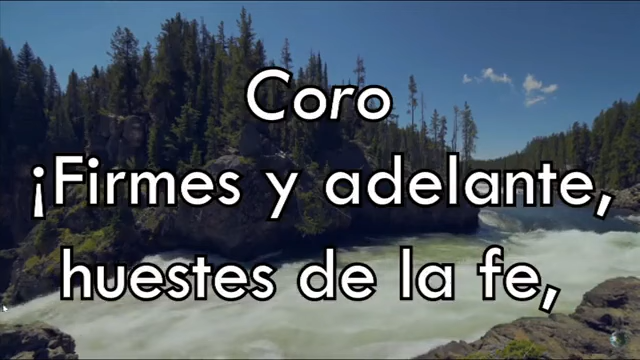 Coro
¡Firmes y adelante,
huestes de la fe,